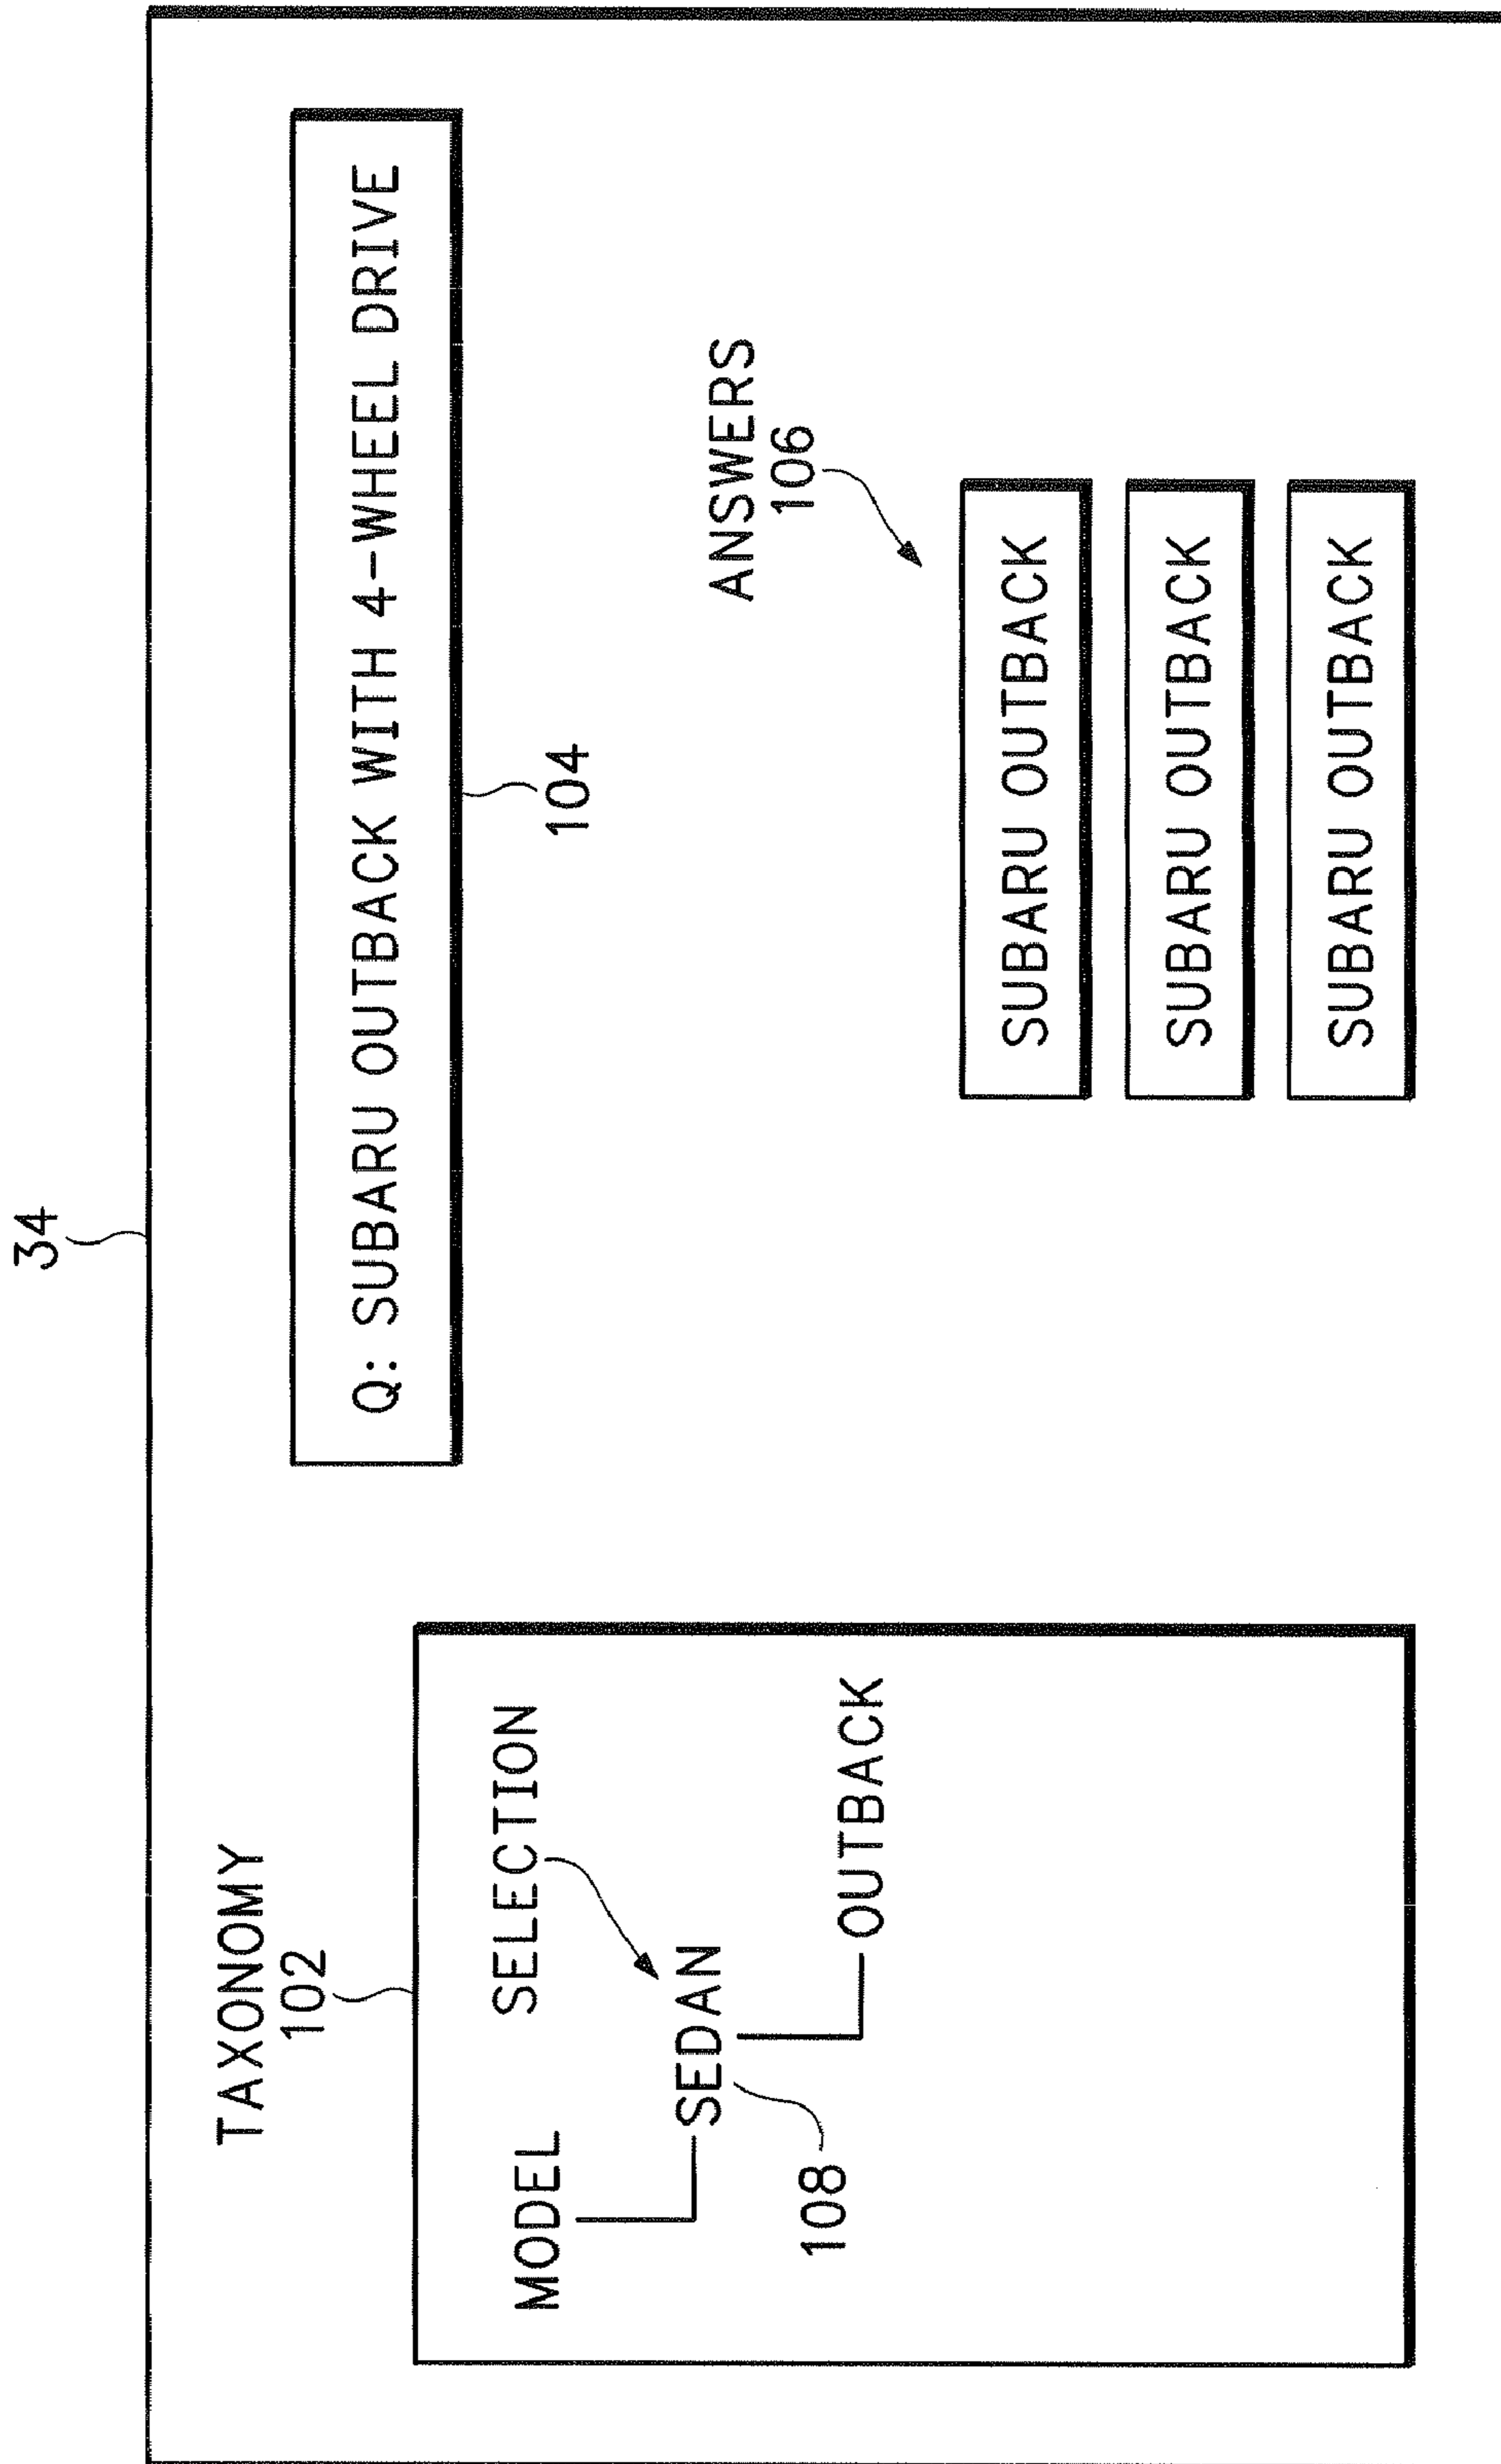 34
TAXONOMY
102
MODEL
SELECTION
SEDAN
108
OUTBACK
Q: SUBARU OUTBACK WITH 4-WHEEL DRIVE
104
ANSWERS
106
SUBARU OUTBACK
SUBARU OUTBACK
SUBARU OUTBACK